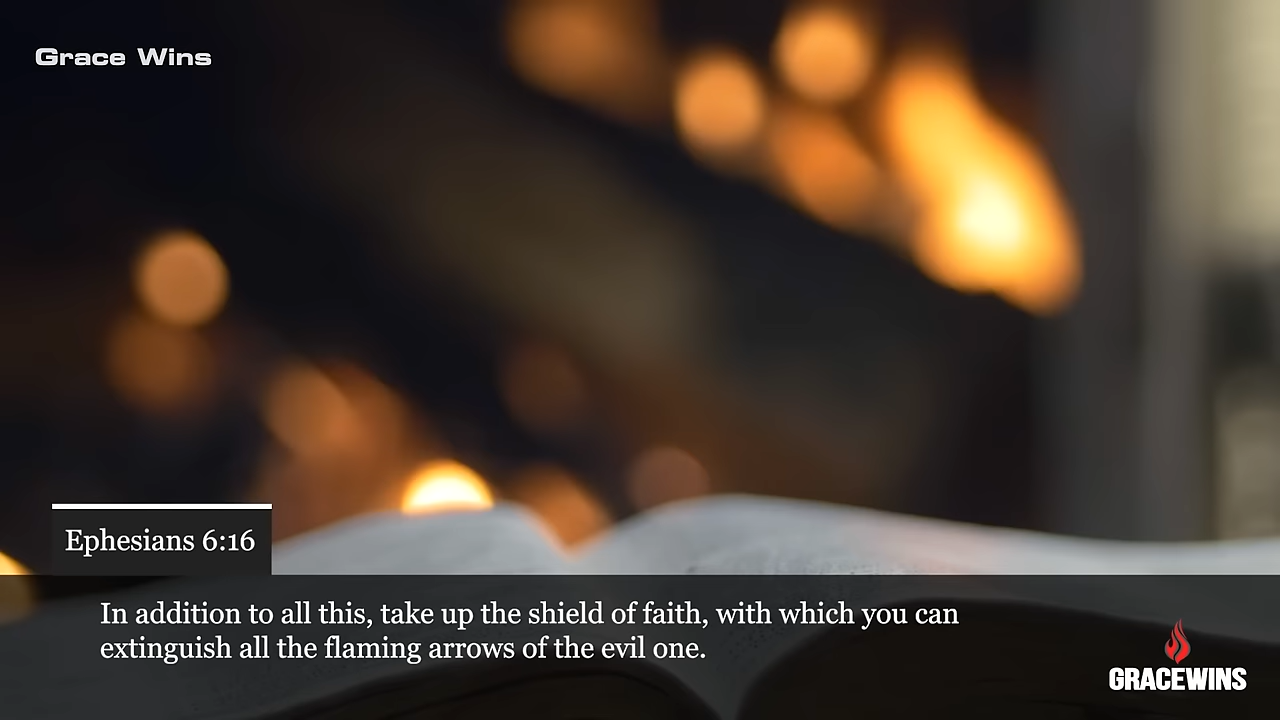 Grace Wins
Ephesians 6:16
In addition to all this, take up the shield of faith, with which you can
extinguish all the flaming arrows of the evil one.
GRACEWINS